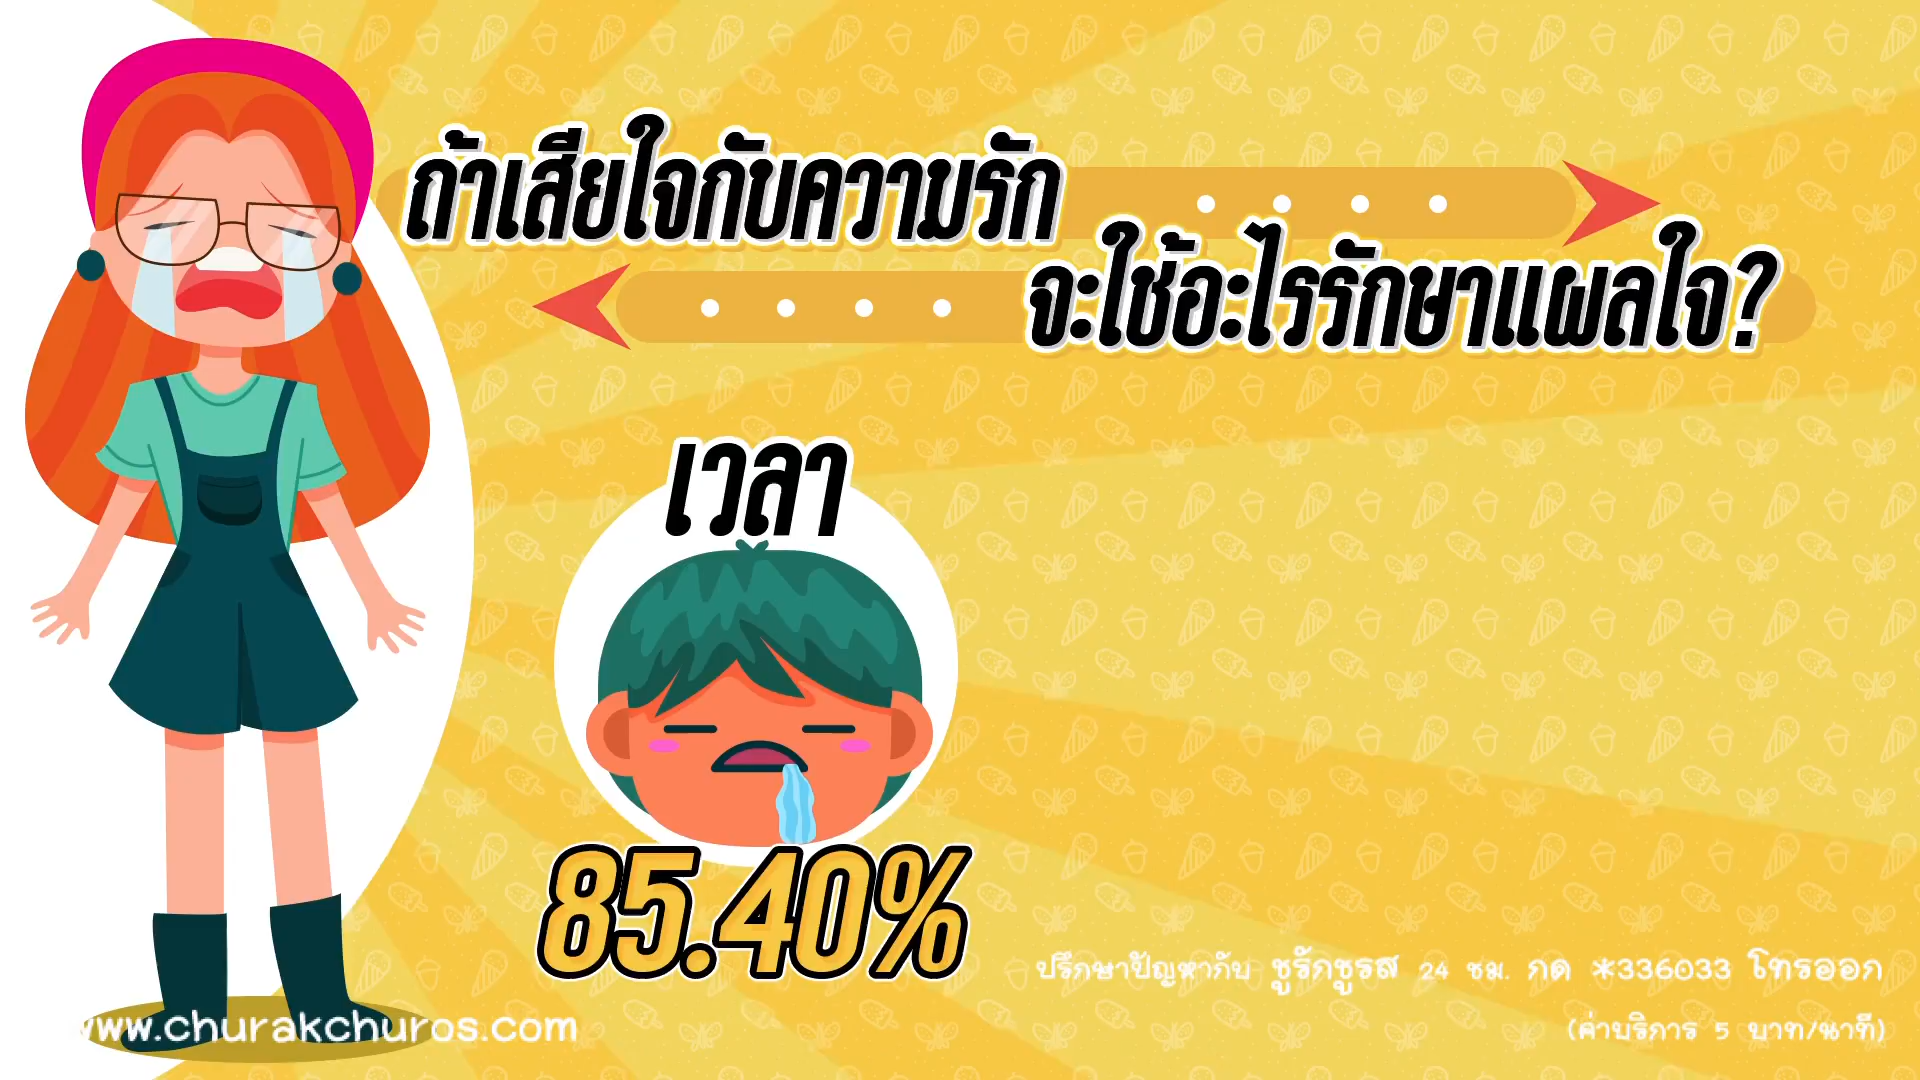 ถ้าเสียใจกับความรัก
จะใช้อะไรรักษาแผลใจ?
เวลา
85.40%
ปรึกษาปัญหากับ ชูรักชูรส 24 ชม. กด *336033 โทรออก
www.churakchuros.com
(ค่าบริการ 5 บาท/นาที)